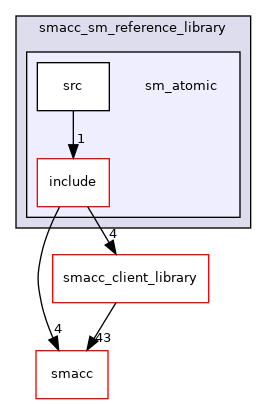 smacc_sm_reference_library
src
sm_atomic
1
include
4
smacc_client_library
4
43
smacc